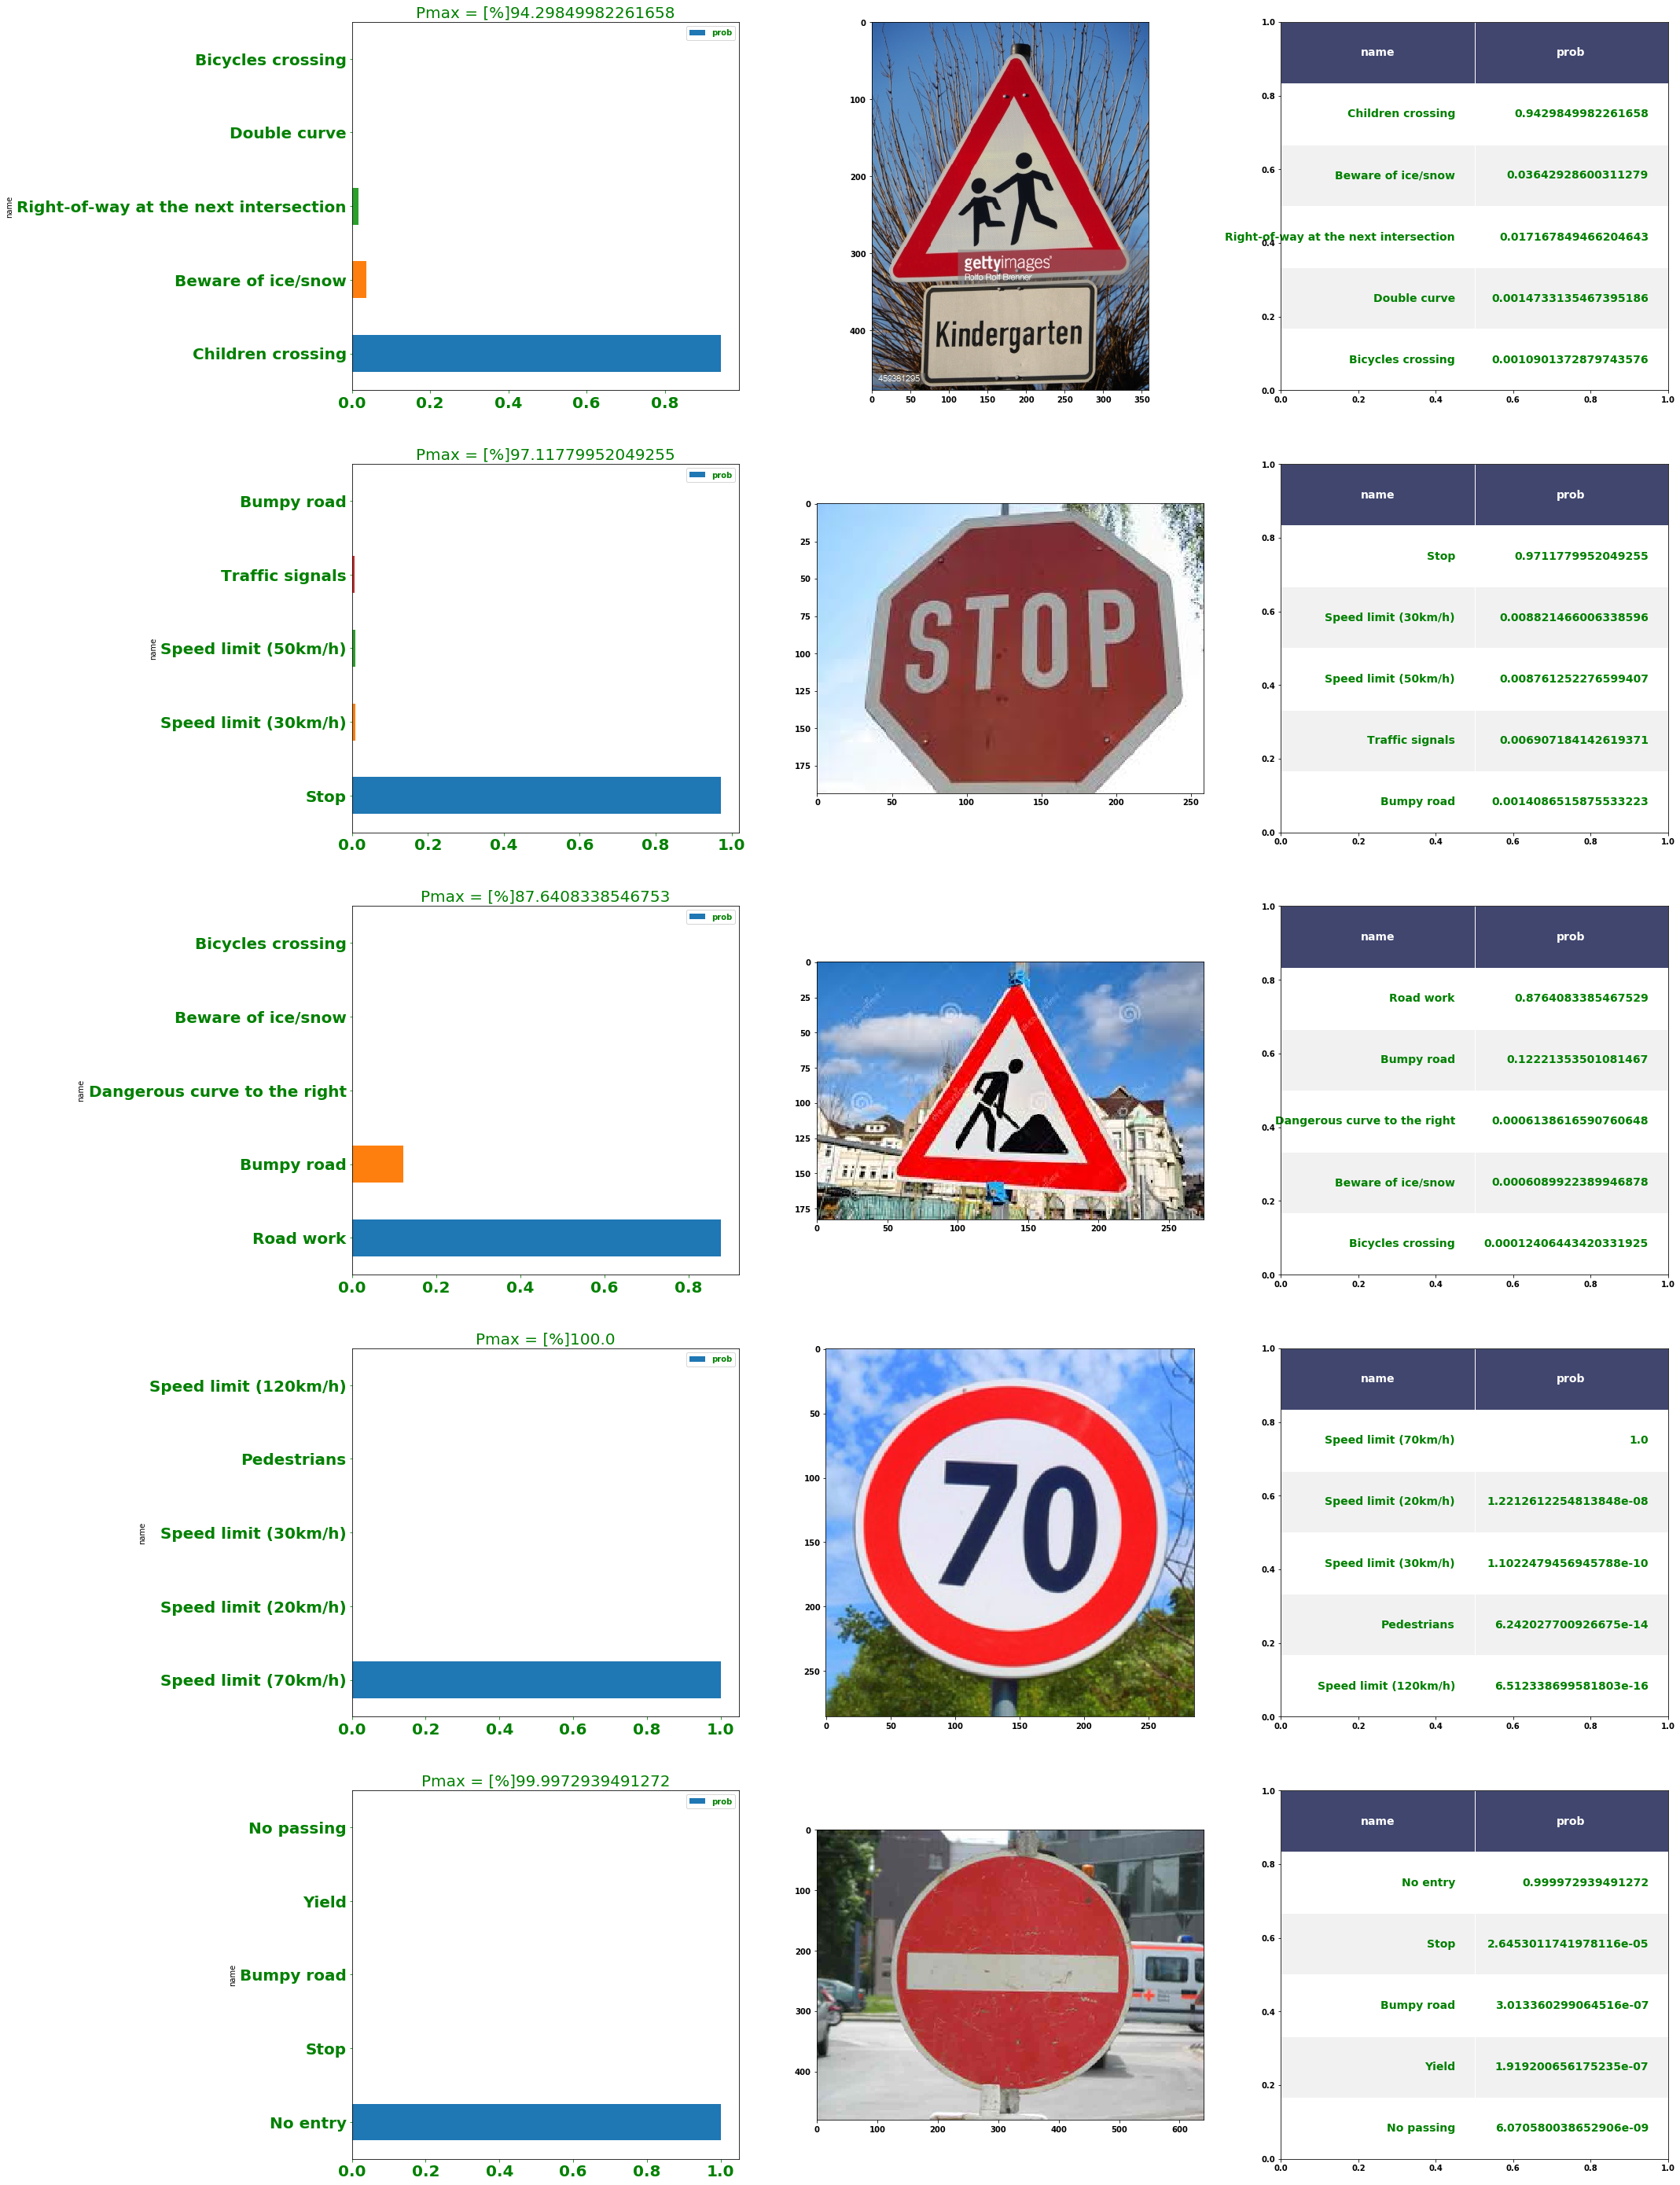 Pmax = [%]94.29849982261658
prob
Bicycles crossing
Double curve
Right-of-way at the next intersection
Beware of ice/snow
Children crossing
name
0.0 0.2 0.4 0.6 0.8
0
100
200
300
400
0 50 100 150 200 250 300 350
gettyimages®
Rolfo Rolf Brenner
Kindergarten
459381295
1.0
0.8
0.6
0.4
0.2
0.0
name prob
Children crossing 0.9429849982261658
Beware of ice/snow 0.03642928600311279
Right-of-way at the next intersection 0.017167849466204643
Double curve 0.0014733135467395186
Bicycles crossing 0.0010901372879743576
0.0 0.2 0.4 0.6 0.8 1.0
Pmax = [%]97.11779952049255
prob
Bumpy road
Traffic signals
Speed limit (50km/h)
Speed limit (30km/h)
Stop
name
0.0 0.2 0.4 0.6 0.8 1.0
0
25
50
75
100
125
150
175
0 50 100 150 200 250
STOP
1.0
0.8
0.6
0.4
0.2
0.0
name prob
Stop 0.9711779952049255
Speed limit (30km/h) 0.008821466006338596
Speed limit (50km/h) 0.008761252276599407
Traffic signals 0.006907184142619371
Bumpy road 0.0014086515875533223
0.0 0.2 0.4 0.6 0.8 1.0
Pmax = [%]87.6408338546753
prob
Bicycles crossing
Beware of ice/snow
Dangerous curve to the right
Bumpy road
Road work
name
0.0 0.2 0.4 0.6 0.8
0
25
50
75
100
125
150
175
0 50 100 150 200 250
1.0
0.8
0.6
0.4
0.2
0.0
name prob
Road work 0.8764083385467529
Bumpy road 0.12221353501081467
Dangerous curve to the right 0.0006138616590760648
Beware of ice/snow 0.0006089922389946878
Bicycles crossing 0.00012406443420331925
0.0 0.2 0.4 0.6 0.8 1.0
Pmax = [%]100.0
prob
Speed limit (120km/h)
Pedestrians
Speed limit (30km/h)
Speed limit (20km/h)
Speed limit (70km/h)
name
0.0 0.2 0.4 0.6 0.8 1.0
0
50
100
150
200
250
0 50 100 150 200 250
70
1.0
0.8
0.6
0.4
0.2
0.0
name prob
Speed limit (70km/h) 1.0
Speed limit (20km/h) 1.2212612254813848e-08
Speed limit (30km/h) 1.1022479456945788e-10
Pedestrians 6.242027700926675e-14
Speed limit (120km/h) 6.512338699581803e-16
0.0 0.2 0.4 0.6 0.8 1.0
Pmax = [%]99.9972939491272
prob
No passing
Yield
Bumpy road
Stop
No entry
name
0.0 0.2 0.4 0.6 0.8 1.0
0
100
200
300
400
0 100 200 300 400 500 600
1.0
0.8
0.6
0.4
0.2
0.0
name prob
No entry 0.999972939491272
Stop 2.6453011741978116e-05
Bumpy road 3.013360299064516e-07
Yield 1.919200656175235e-07
No passing 6.070580038652906e-09
0.0 0.2 0.4 0.6 0.8 1.0